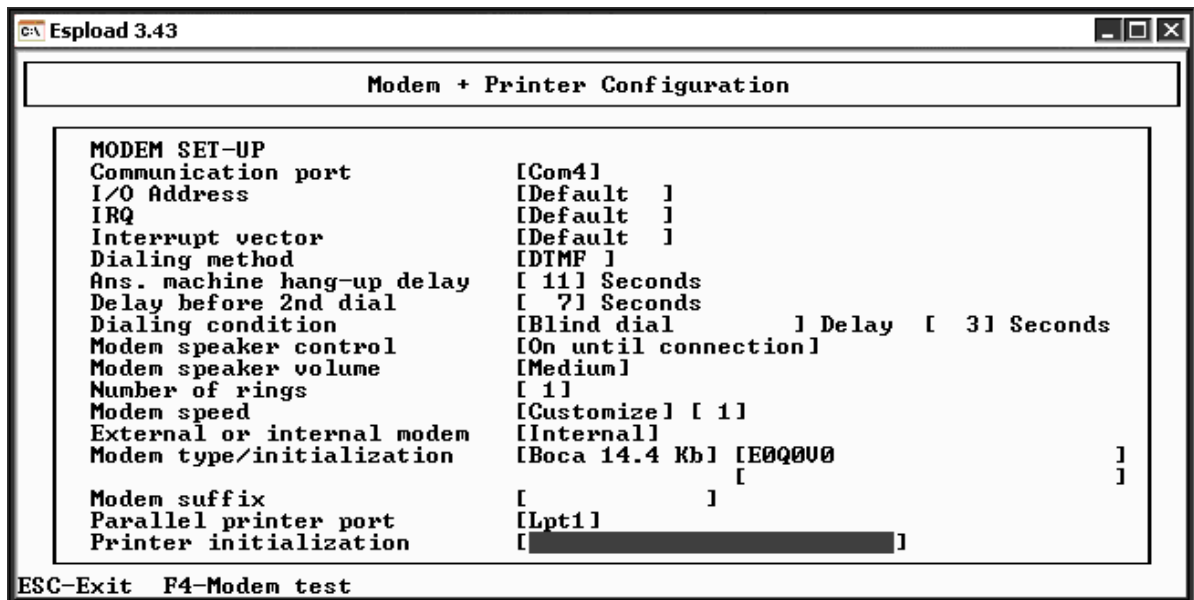 Espload 3.43
Modem + Printer Configuration
MODEM SET-UP
Communication port [Com4]
I/O Address [Default ]
IRQ [Default ]
Interrupt vector [Default ]
Dialing method [DTMF ]
Ans. machine hang-up delay [ 11] Seconds
Delay before 2nd dial [ 7] Seconds
Dialing condition [Blind dial ] Delay [ 3] Seconds
Modem speaker control [On until connection]
Modem speaker volume [Medium]
Number of rings [ 1]
Modem speed [Customize] [ 1]
External or internal modem [Internal]
Modem type/initialization [Boca 14.4 Kb] [E0Q0V0 ]
[ ]
Modem suffix [ ]
Parallel printer port [Lpt1]
Printer initialization [ ]
ESC-Exit F4-Modem test